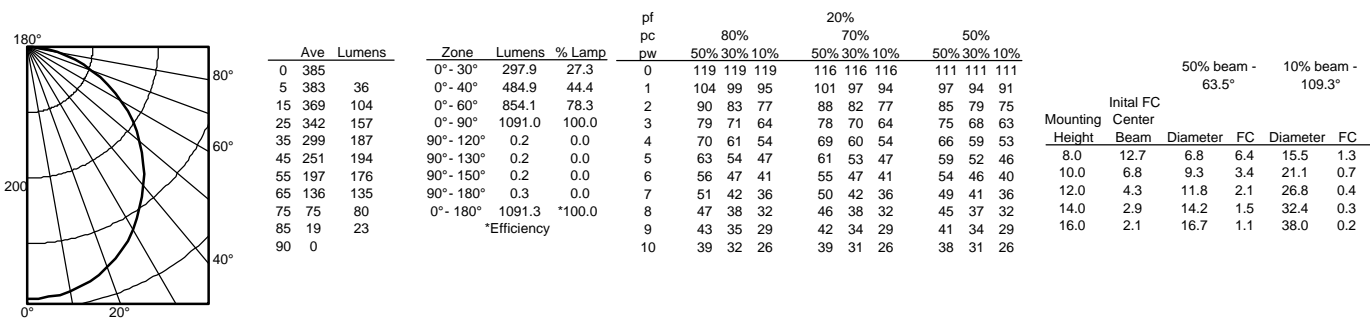 180°
80°
60°
200
40°
0° 20°
Ave Lumens
0 385
5 383 36
15 369 104
25 342 157
35 299 187
45 251 194
55 197 176
65 136 135
75 75 80
85 19 23
90 0
Zone Lumens % Lamp
0°- 30° 297.9 27.3
0°- 40° 484.9 44.4
0°- 60° 854.1 78.3
0°- 90° 1091.0 100.0
90°- 120° 0.2 0.0
90°- 130° 0.2 0.0
90°- 150° 0.2 0.0
90°- 180° 0.3 0.0
0°- 180° 1091.3 *100.0
*Efficiency
pf 20%
pc 80% 70% 50%
pw 50% 30% 10% 50% 30% 10% 50% 30% 10%
0 119 119 119 116 116 116 111 111 111
1 104 99 95 101 97 94 97 94 91
2 90 83 77 88 82 77 85 79 75
3 79 71 64 78 70 64 75 68 63
4 70 61 54 69 60 54 66 59 53
5 63 54 47 61 53 47 59 52 46
6 56 47 41 55 47 41 54 46 40
7 51 42 36 50 42 36 49 41 36
8 47 38 32 46 38 32 45 37 32
9 43 35 29 42 34 29 41 34 29
10 39 32 26 39 31 26 38 31 26
50% beam - 10% beam -
63.5° 109.3°
Inital FC
Mounting Center
Height Beam Diameter FC Diameter FC
8.0 12.7 6.8 6.4 15.5 1.3
10.0 6.8 9.3 3.4 21.1 0.7
12.0 4.3 11.8 2.1 26.8 0.4
14.0 2.9 14.2 1.5 32.4 0.3
16.0 2.1 16.7 1.1 38.0 0.2